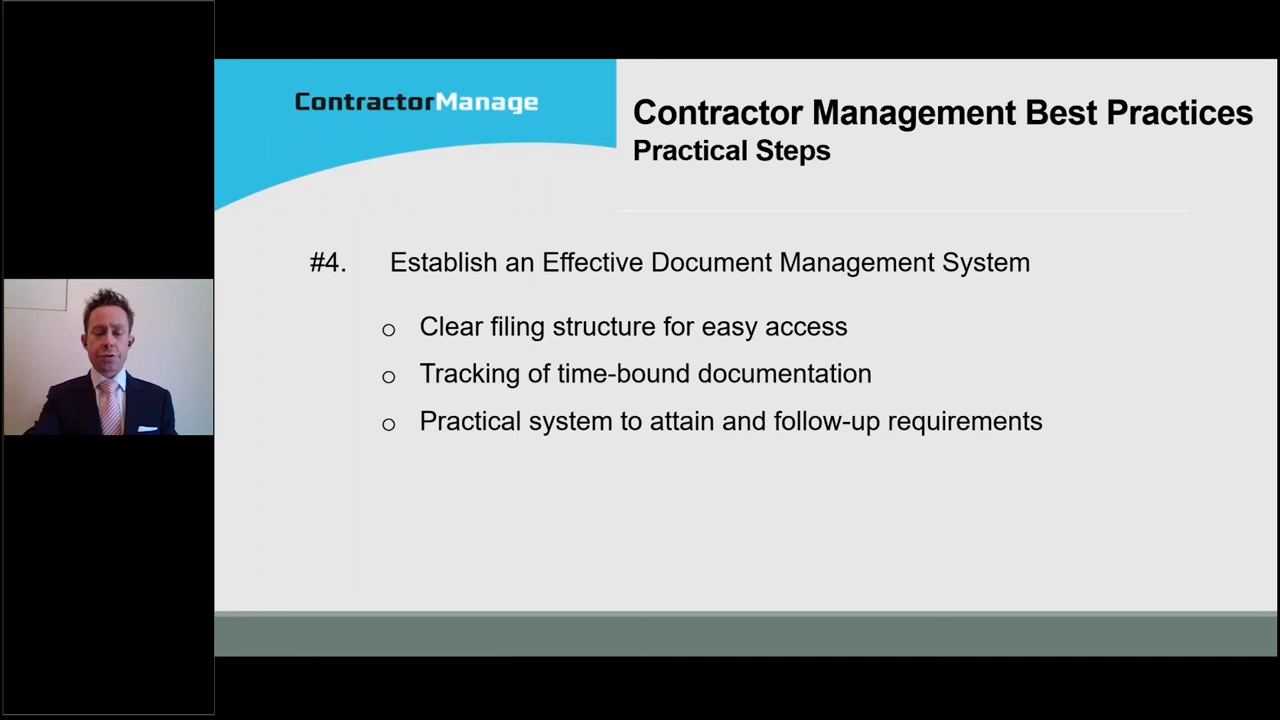 ContractorManage
Contractor Management Best Practices
Practical Steps
#4. Establish an Effective Document Management System
o Clear filing structure for easy access
o Tracking of time-bound documentation
o Practical system to attain and follow-up requirements